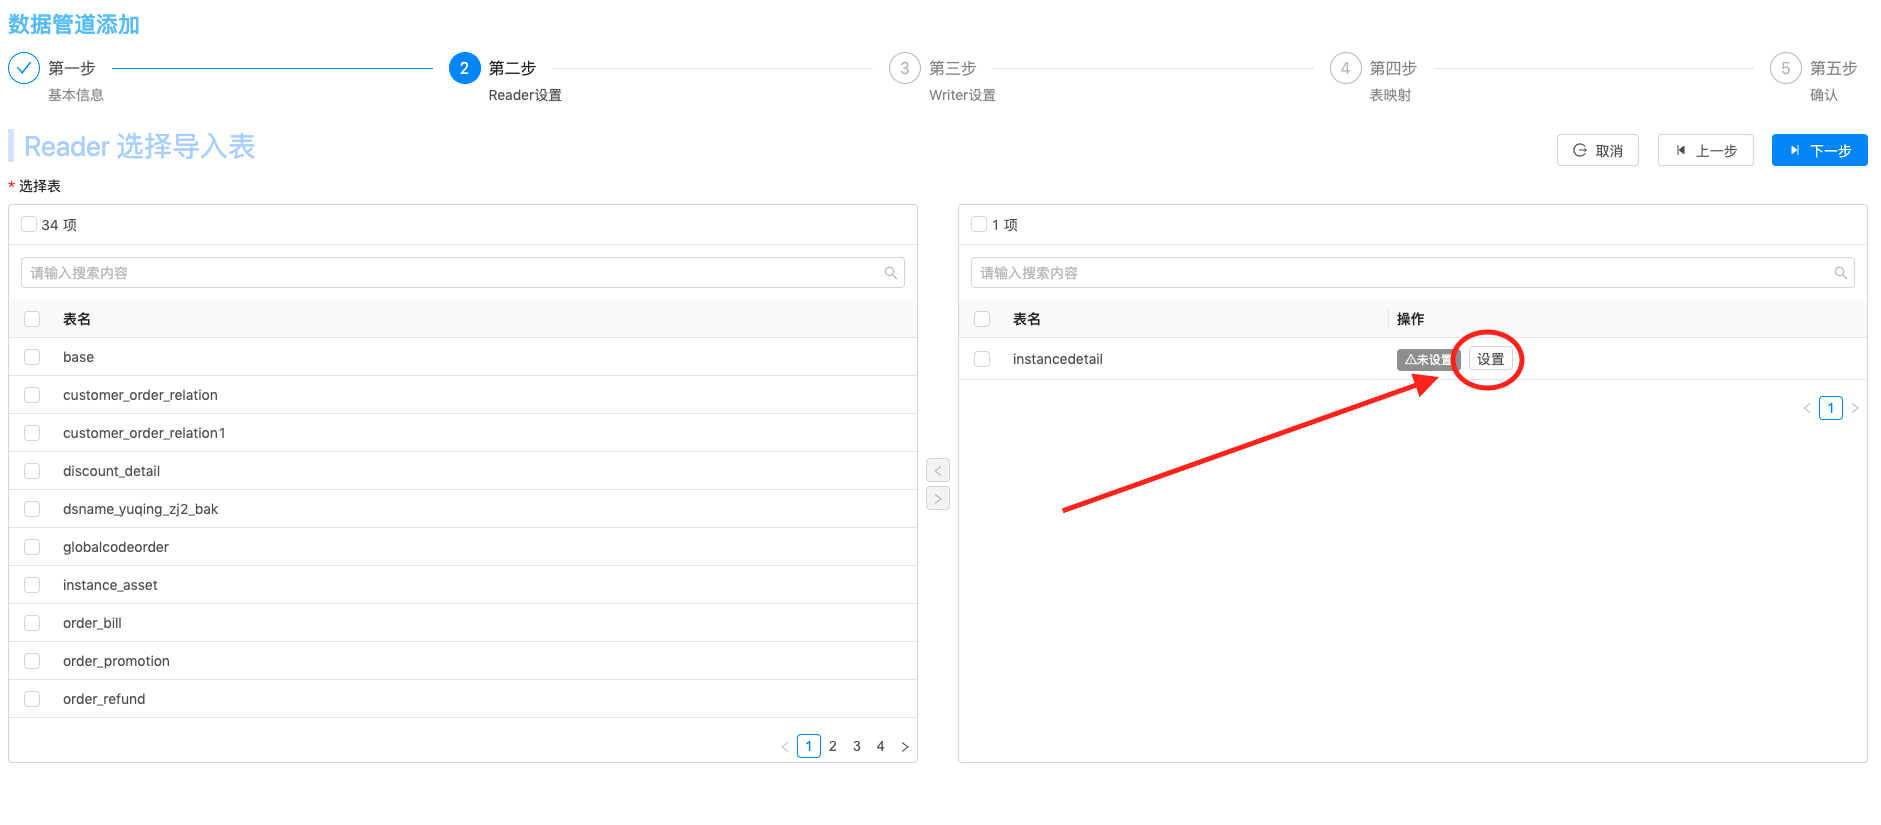 数据管道添加
第一步
基本信息
2 第二步
Reader设置
3 第三步
Writer设置
4 第四步
表映射
5 第五步
确认
Reader 选择导入表
取消 上一步 下一步
* 选择表
34 项
请输入搜索内容
表名
base
customer_order_relation
customer_order_relation1
discount_detail
dsname_yuqing_zj2_bak
globalcodeorder
instance_asset
order_bill
order_promotion
order_refund
< 1 2 3 4 >
<
>
1 项
请输入搜索内容
表名 操作
instancedetail 未设置 设置
< 1 >